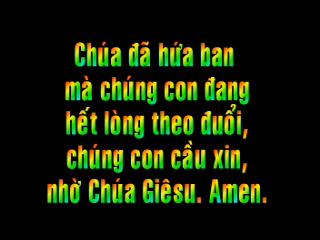 Chúa đã hứa ban
mà chúng con đang
hết lòng theo đuổi,
chúng con cầu xin,
nhờ Chúa Giêsu. Amen.